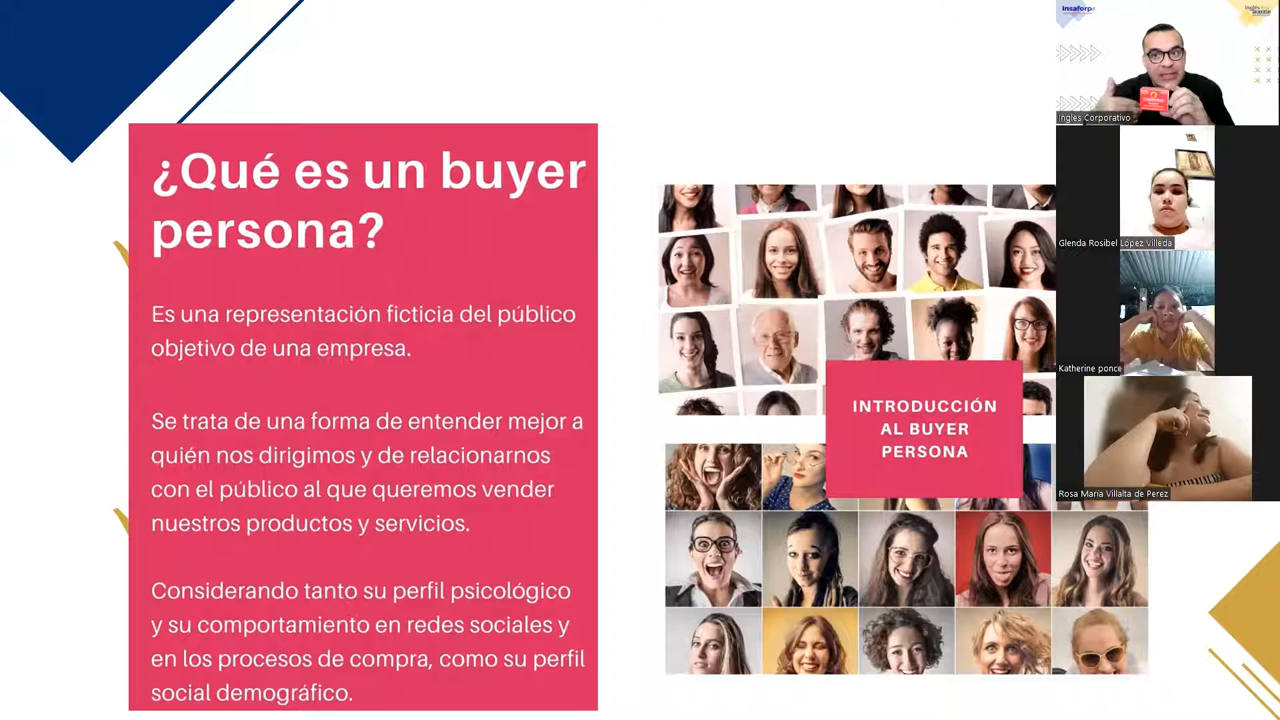 ¿Qué es un buyer
persona?
Es una representación ficticia del público
objetivo de una empresa.
Se trata de una forma de entender mejor a
quién nos dirigimos y de relacionarnos
con el público al que queremos vender
nuestros productos y servicios.
Considerando tanto su perfil psicológico
y su comportamiento en redes sociales y
en los procesos de compra, como su perfil
social demográfico.
INTRODUCCIÓN
AL BUYER
PERSONA
insaforp
Ingles Corporativo
Glenda Rosibel López Villeda
Katherine ponce
Rosa Maria Villalta de Perez